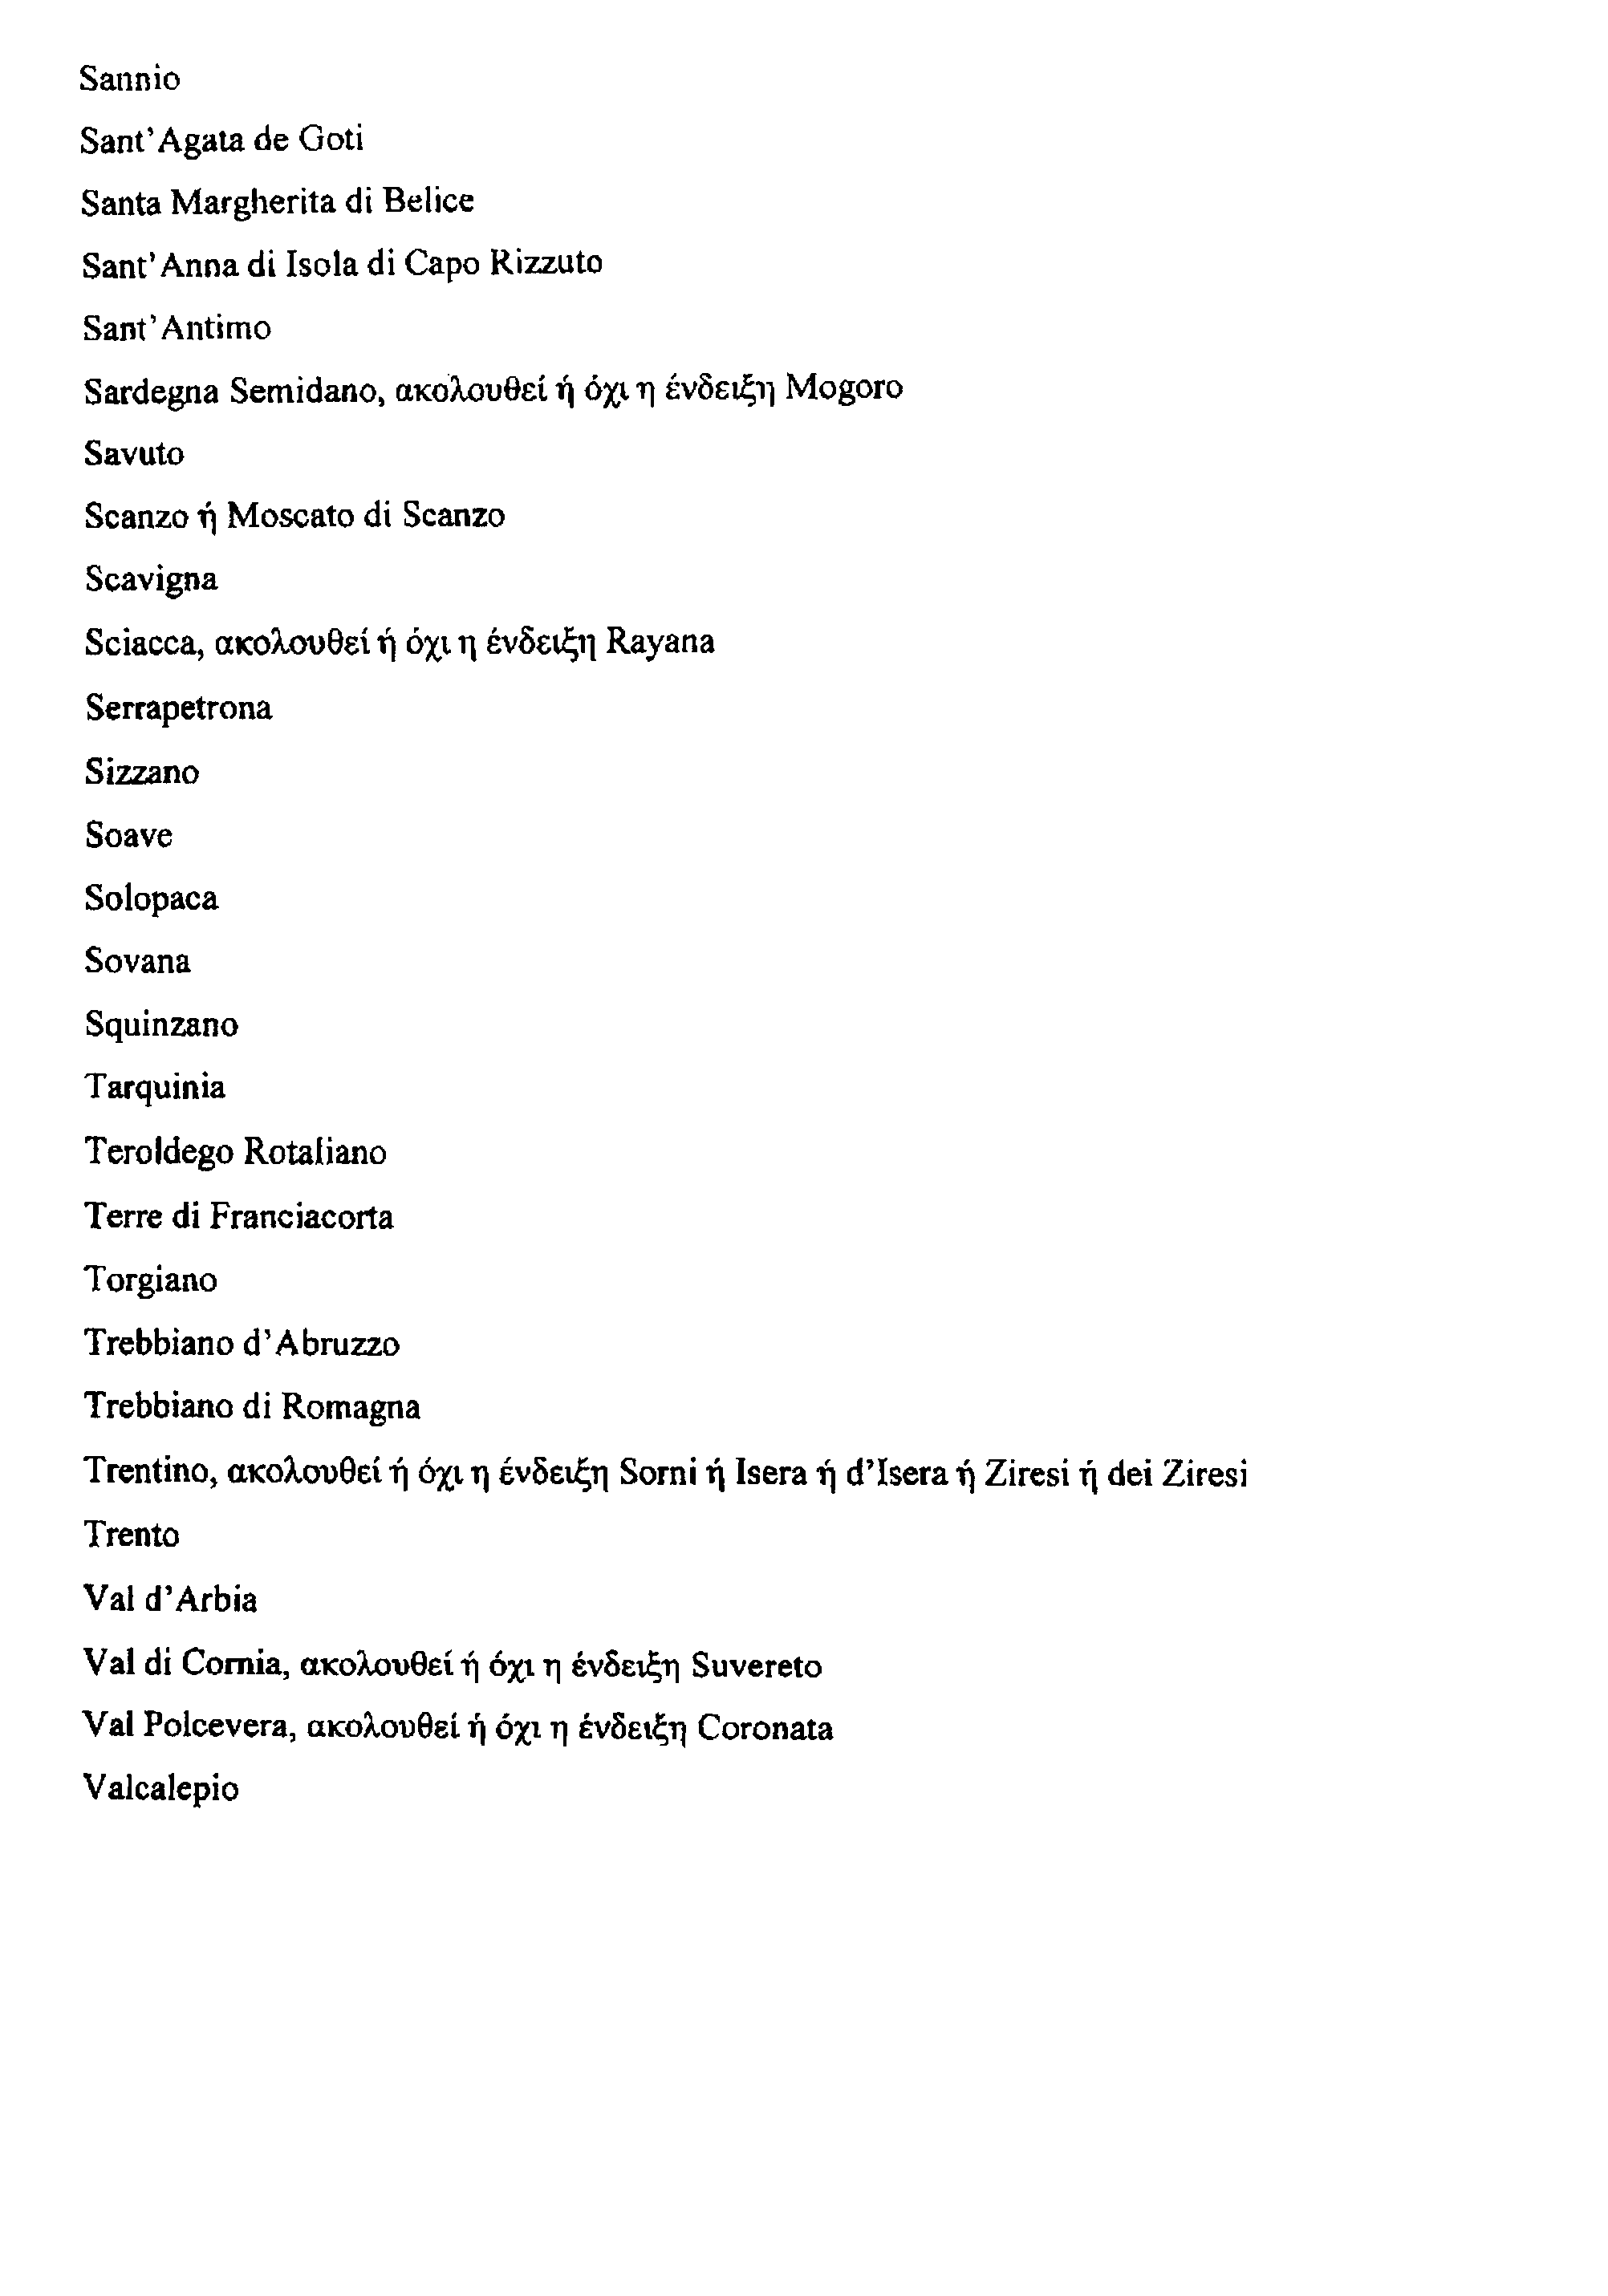 Sannio
Sant'Agata de Goti
Santa Margherita di Belice
Sant'Anna di Isola di Capo Rizzuto
Sant'Antimo
Sardegna Semidano, ακολουθεί ή όχι η ένδειξη Mogoro
Savuto
Scanzo ή Moscato di Scanzo
Scavigna
Sciacca, ακολουθεί ή όχι η ένδειξη Rayana
Serrapetrona
Sizzano
Soave
Solopaca
Sovana
Squinzano
Tarquinia
Teroldego Rotaliano
Terre di Franciacorta
Torgiano
Trebbiano d'Abruzzo
Trebbiano di Romagna
Trentino, ακολουθεί ή όχι η ένδειξη Sorni ή Isera ή d'Isera ή Ziresi ή dei Ziresi
Trento
Val d'Arbia
Val di Cornia, ακολουθεί ή όχι η ένδειξη Suvereto
Val Polcevera, ακολουθεί ή όχι η ένδειξη Coronata
Valcalepio